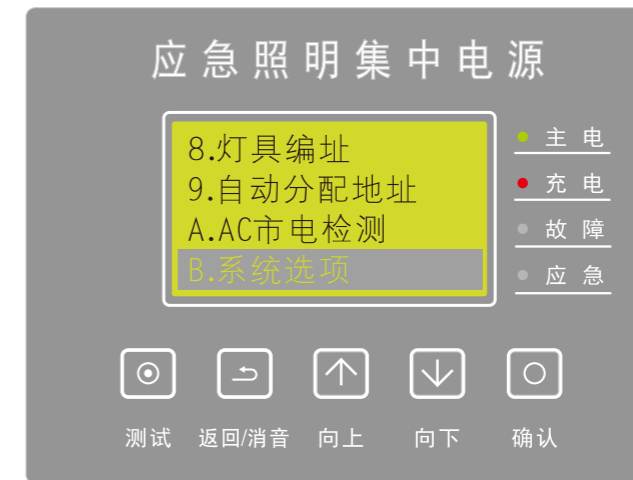 应急照明集中电源
8.灯具编址
9.自动分配地址
A.AC市电检测
B.系统选项
主电
充电
故障
应急
测试 返回/消音 向上 向下 确认